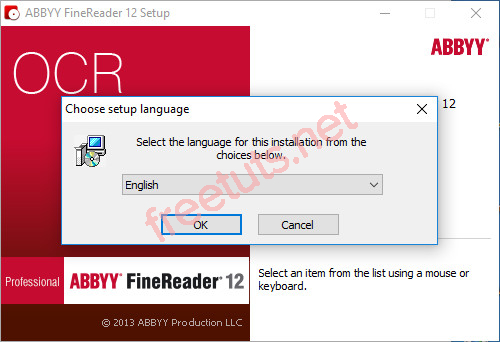 ABBYY FineReader 12 Setup
OCR
ABBYY
12
Choose setup language
Select the language for this installation from the
choices below.
English
OK
Cancel
freetuts.net
Professional
ABBYY FineReader 12
Select an item from the list using a mouse or
keyboard.
© 2013 ABBYY Production LLC